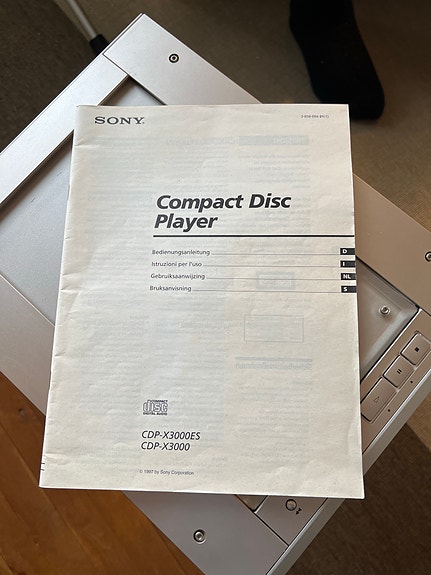 SONY
Compact Disc
Player
Bedienungsanleitung D
Istruzioni per l'uso I
Gebruiksaanwijzing NL
Bruksanvisning S
COMPACT
disc
DIGITAL AUDIO
CDP-X3000ES
CDP-X3000
© 1997 by Sony Corporation